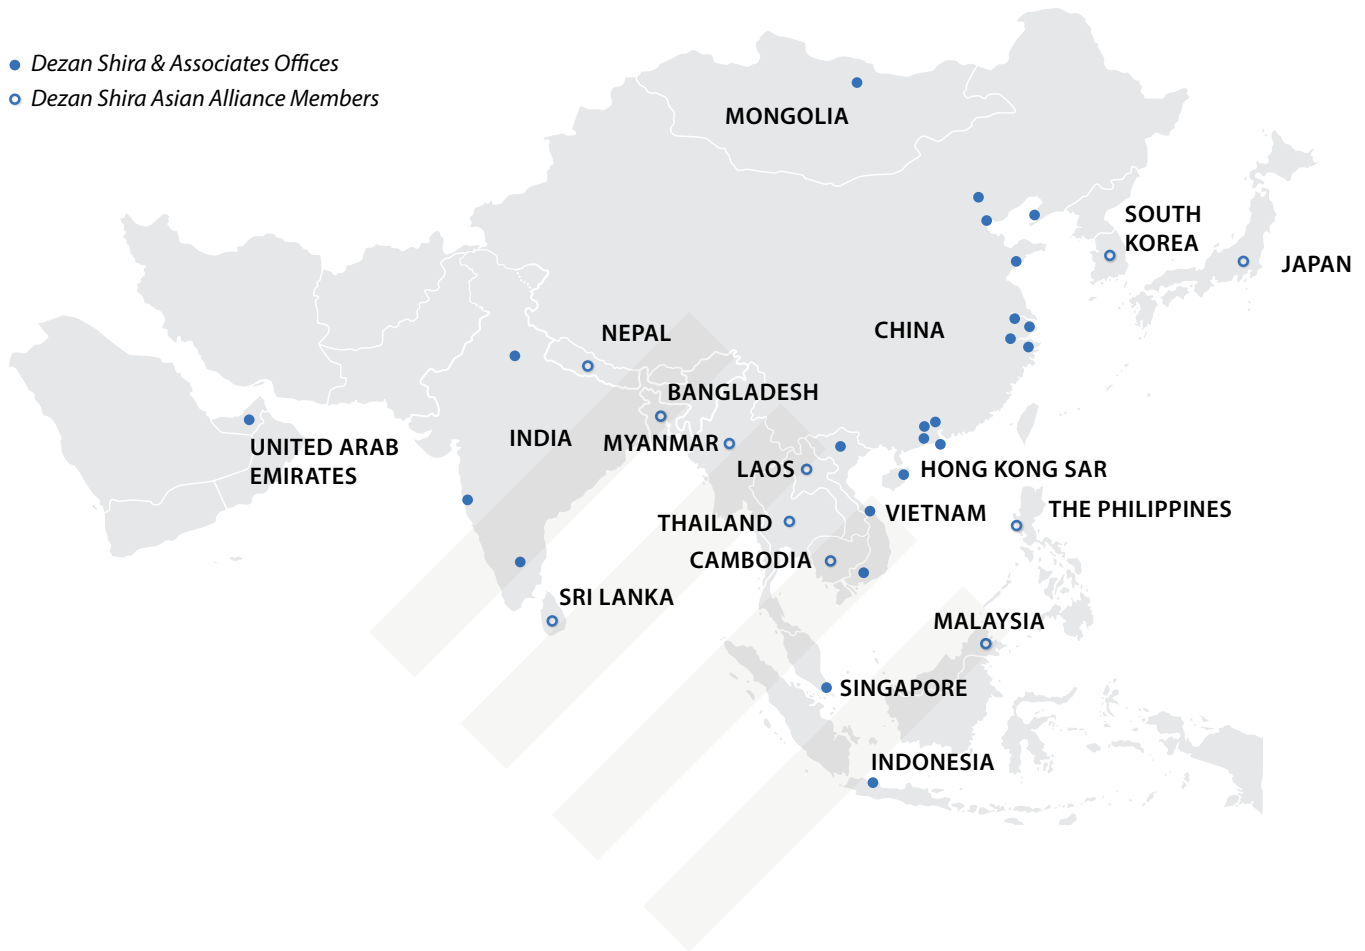 Dezan Shira & Associates Offices
Dezan Shira Asian Alliance Members
MONGOLIA
SOUTH
KOREA
JAPAN
CHINA
NEPAL
BANGLADESH
INDIA
MYANMAR
UNITED ARAB
EMIRATES
LAOS
HONG KONG SAR
THAILAND
VIETNAM
THE PHILIPPINES
CAMBODIA
SRI LANKA
MALAYSIA
SINGAPORE
INDONESIA